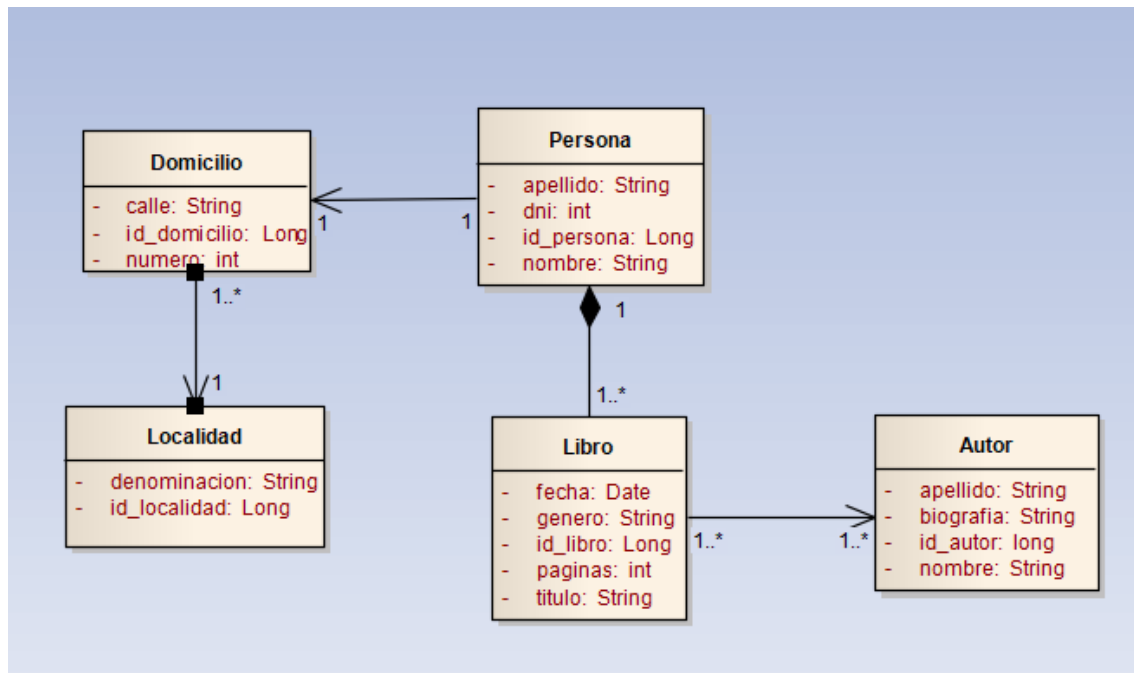 Domicilio
- calle: String
- id_domicilio: Long
- numero: int
Persona
- apellido: String
- dni: int
- id_persona: Long
- nombre: String
1
1
1..*
1
1
1..*
Localidad
- denominacion: String
- id_localidad: Long
Libro
- fecha: Date
- genero: String
- id_libro: Long
- paginas: int
- titulo: String
1..*
1..*
Autor
- apellido: String
- biografia: String
- id_autor: long
- nombre: String